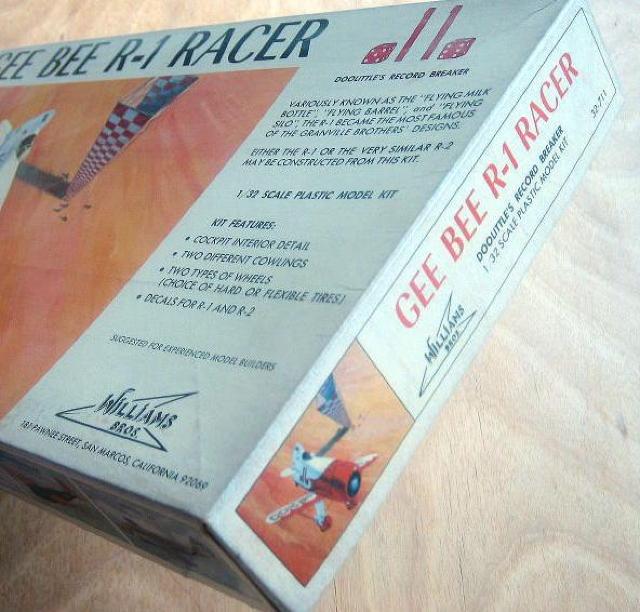 GEE BEE R-1 RACER
DOOLITTLE'S RECORD BREAKER
VARIOUSLY KNOWN AS THE "FLYING MILK
BOTTLE", "FLYING BARREL", and "FLYING
SILO", THE R-1 BECAME THE MOST FAMOUS
OF THE GRANVILLE BROTHERS' DESIGNS.
EITHER THE R-1 OR THE VERY SIMILAR R-2
MAY BE CONSTRUCTED FROM THIS KIT.
1/32 SCALE PLASTIC MODEL KIT
KIT FEATURES:
• COCKPIT INTERIOR DETAIL
• TWO DIFFERENT COWLINGS
• TWO TYPES OF WHEELS
(CHOICE OF HARD OR FLEXIBLE TIRES)
• DECALS FOR R-1 AND R-2
SUGGESTED FOR EXPERIENCED MODEL BUILDERS
WILLIAMS
BROS.
181 PAWNEE STREET, SAN MARCOS, CALIFORNIA 92069
GEE BEE R-1 RACER
32-711
DOOLITTLE'S RECORD BREAKER
1/32 SCALE PLASTIC MODEL KIT
WILLIAMS
BROS.